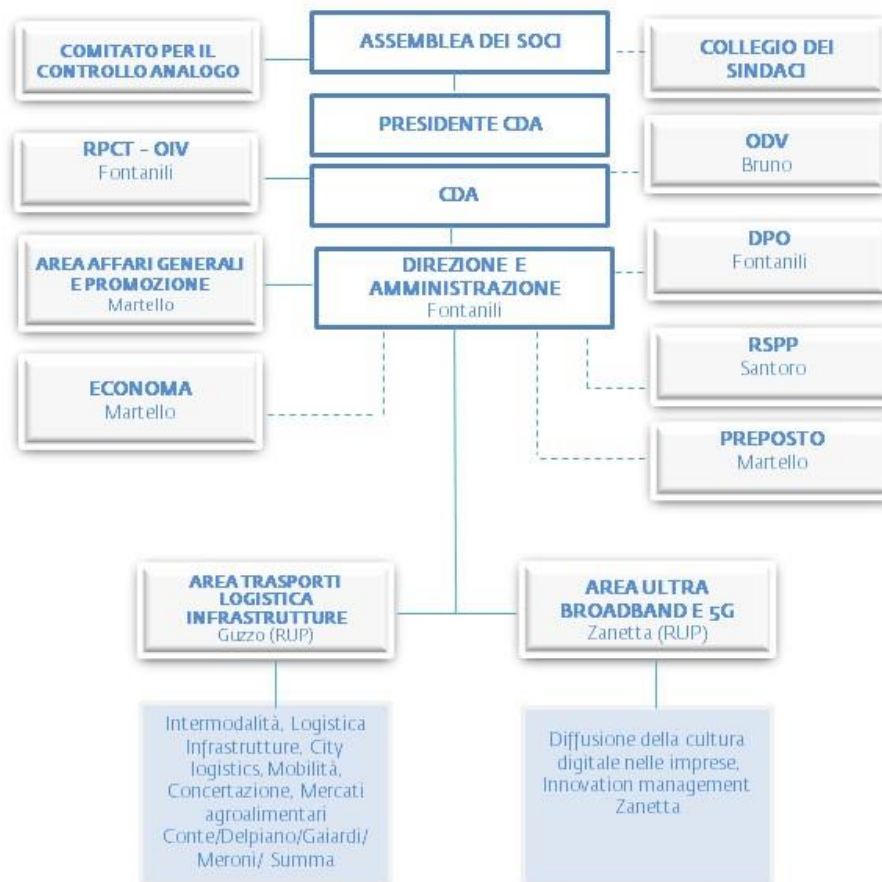 COMITATO PER IL
CONTROLLO ANALOGO
ASSEMBLEA DEI SOCI
COLLEGIO DEI
SINDACI
PRESIDENTE CDA
RPCT - OIV
Fontanili
ODV
Bruno
CDA
AREA AFFARI GENERALI
E PROMOZIONE
Martello
DIREZIONE E
AMMINISTRAZIONE
Fontanili
DPO
Fontanili
ECONOMA
Martello
RSPP
Santoro
PREPOSTO
Martello
AREA TRASPORTI
LOGISTICA
INFRASTRUTTURE
Guzzo (RUP)
AREA ULTRA
BROADBAND E 5G
Zanetta (RUP)
Intermodalità, Logistica
Infrastrutture, City
logistics, Mobilità,
Concertazione, Mercati
agroalimentari
Conte/Delpiano/Gaiardi/
Meroni/ Summa
Diffusione della cultura
digitale nelle imprese,
Innovation management
Zanetta